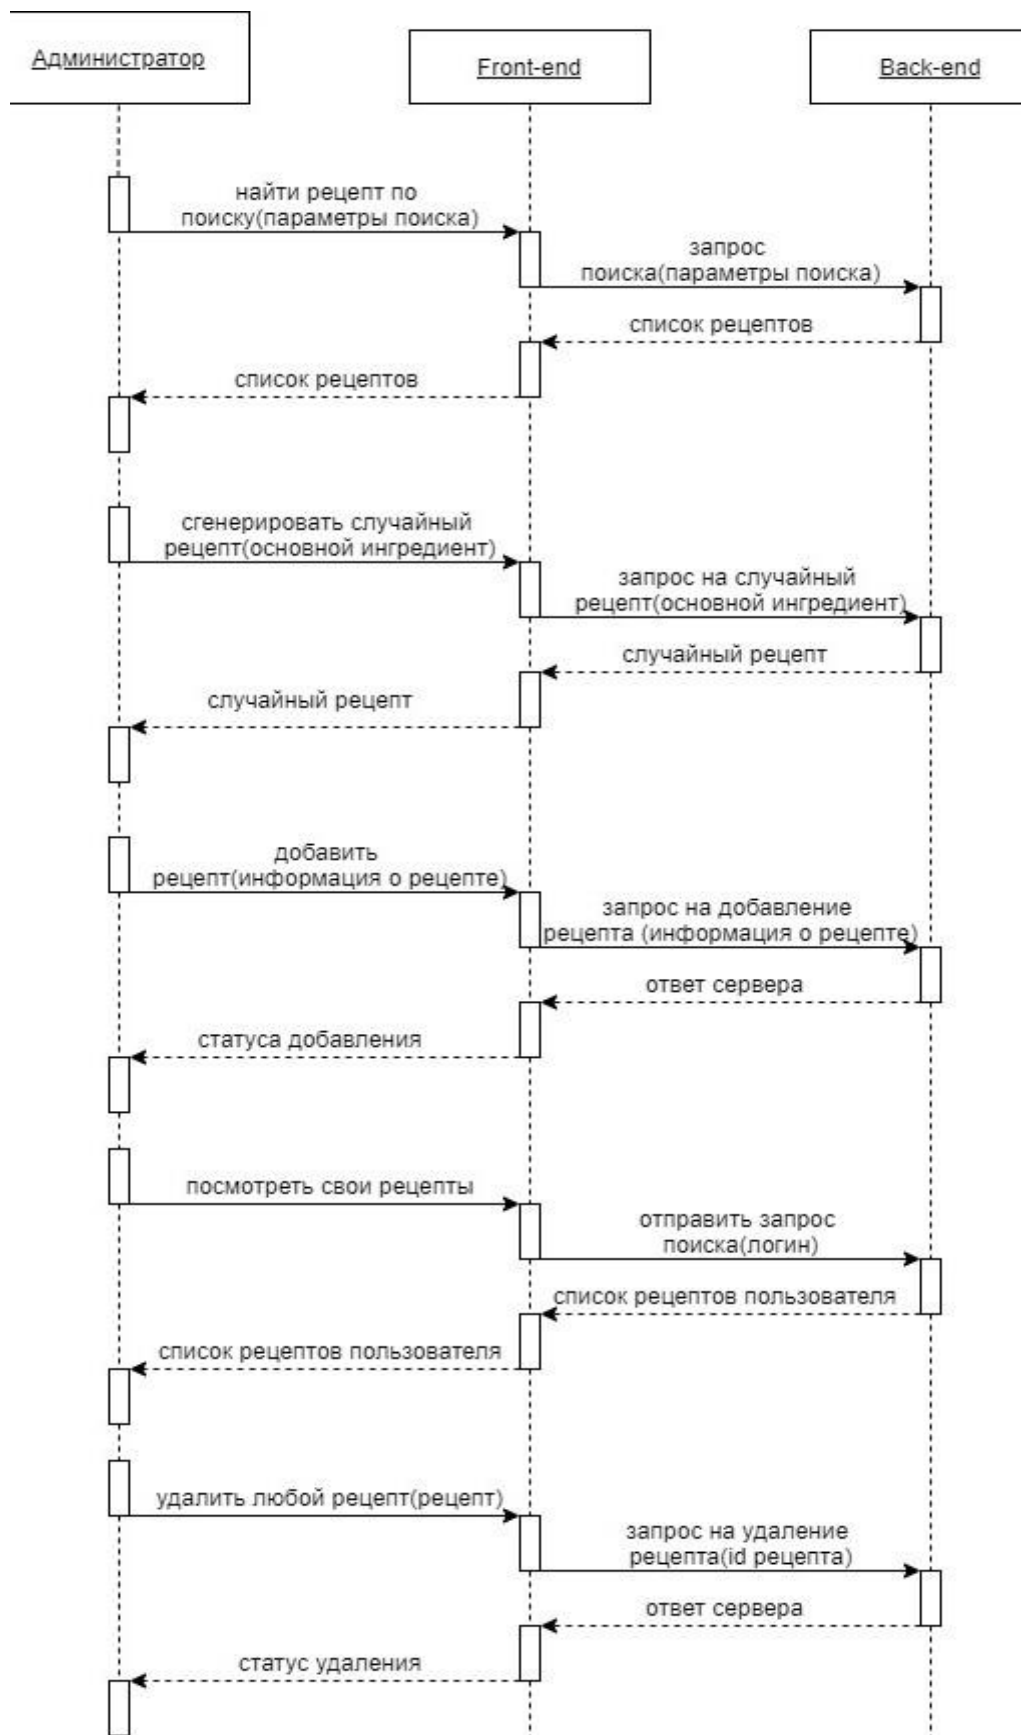 Администратор
Front-end
Back-end
найти рецепт по
поиску(параметры поиска)
запрос
поиска(параметры поиска)
список рецептов
список рецептов
сгенерировать случайный
рецепт(основной ингредиент)
запрос на случайный
рецепт(основной ингредиент)
случайный рецепт
случайный рецепт
добавить
рецепт(информация о рецепте)
запрос на добавление
рецепта (информация о рецепте)
ответ сервера
статуса добавления
посмотреть свои рецепты
отправить запрос
поиска(логин)
список рецептов пользователя
список рецептов пользователя
удалить любой рецепт(рецепт)
запрос на удаление
рецепта(id рецепта)
ответ сервера
статус удаления